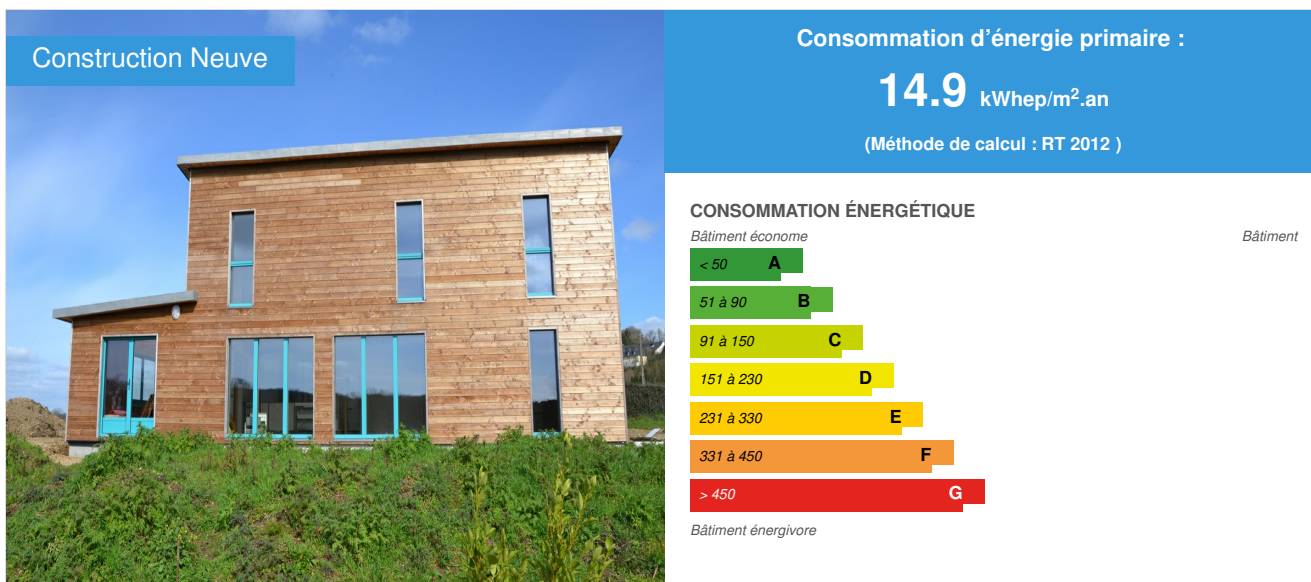 Construction Neuve
Consommation d'énergie primaire :
14.9 kWhep/m².an
(Méthode de calcul : RT 2012 )
CONSOMMATION ÉNERGÉTIQUE
Bâtiment économe
Bâtiment
< 50 A
51 à 90 B
91 à 150 C
151 à 230 D
231 à 330 E
331 à 450 F
> 450 G
Bâtiment énergivore